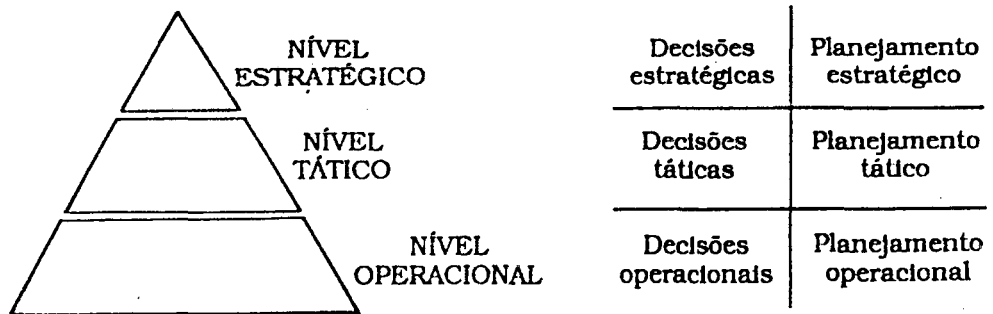 NÍVEL
ESTRATÉGICO
Decisões
estratégicas
Planejamento
estratégico
NÍVEL
TÁTICO
Decisões
táticas
Planejamento
tático
NÍVEL
OPERACIONAL
Decisões
operacionais
Planejamento
operacional